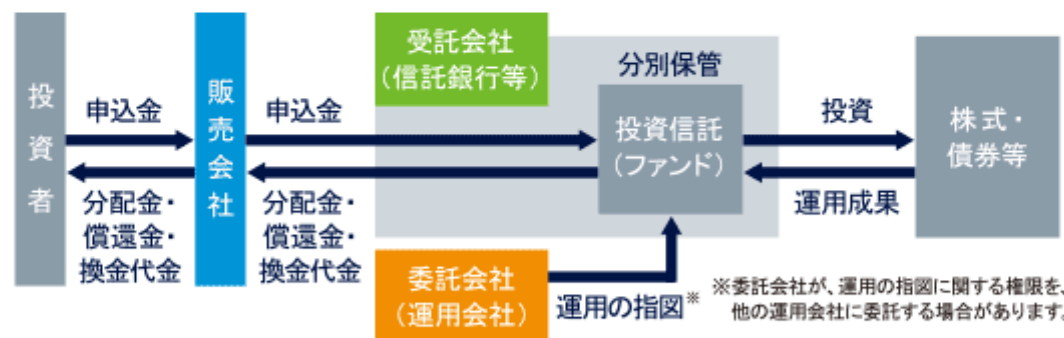 投資者
申込金
分配金・
償還金・
換金代金
販売会社
申込金
分配金・
償還金・
換金代金
受託会社
（信託銀行等）
分別保管
投資信託
（ファンド）
委託会社
（運用会社）
運用の指図※
投資
運用成果
株式・
債券等
※委託会社が、運用の指図に関する権限を、
他の運用会社に委託する場合があります。